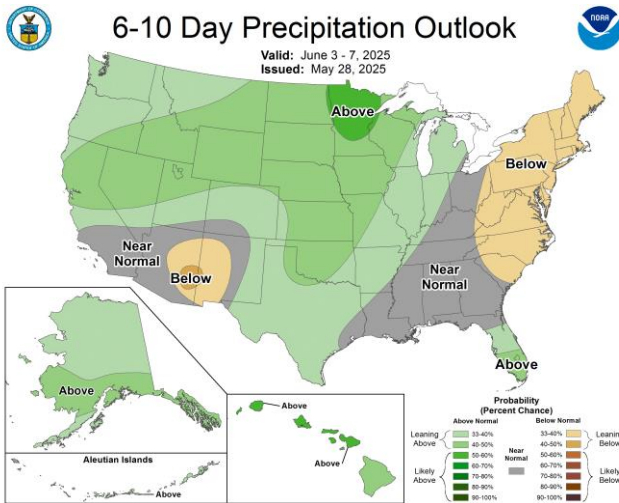 6-10 Day Precipitation Outlook
Valid: June 3 - 7, 2025
Issued: May 28, 2025
NOAA
Above
Below
Near
Normal
Below
Near
Normal
Above
Above
Aleutian Islands
Above
Above
Above
Probability
(Percent Chance)
Above Normal Below Normal
Leaning
Above
33-40%
40-50%
50-60%
60-70%
70-80%
80-90%
90-100%
Likely
Above
Near
Normal
33-40%
40-50%
50-60%
60-70%
70-80%
80-90%
90-100%
Leaning
Below
Likely
Below